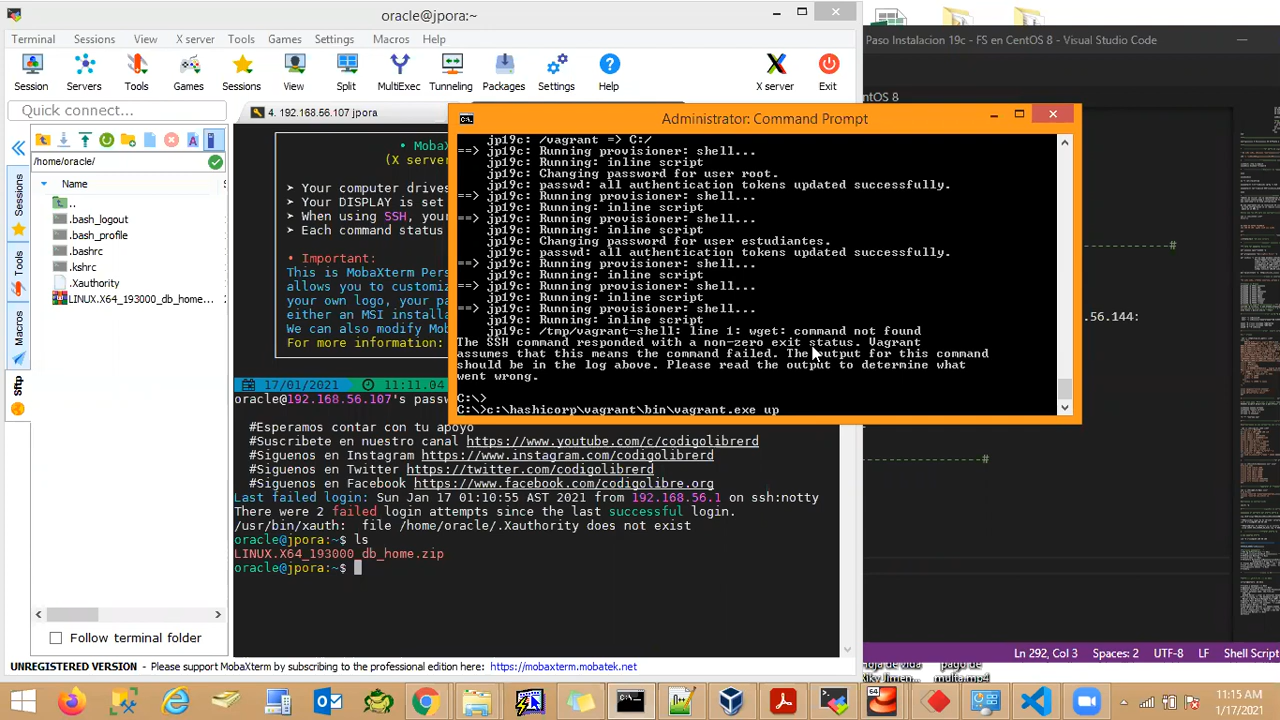 oracle@jpora:~
Terminal Sessions View X server Tools Games Settings Macros Help
Session Servers Tools Games Sessions View Split MultiExec Tunneling Packages Settings Help X server Exit
Quick connect...
4. 192.168.56.107 jpora
/home/oracle/
Name
..
.bash_logout
.bash_profile
.bashrc
.kshrc
.Xauthority
LINUX.X64_193000_db_home...
Sessions
Tools
Macros
Sftp
Follow terminal folder
• MobaXterm Pers
(X server
➤ Your computer drives
➤ Your DISPLAY is set
➤ When using SSH, your
➤ Each command status
• Important:
This is MobaXterm Pers
allows you to customiz
your own logo, your pa
either an MSI installa
We can also modify Mob
For more information:
17/01/2021 11:11.04
oracle@192.168.56.107's passw
#Esperamos contar con tu apoyo
#Suscribete en nuestro canal https://www.youtube.com/c/codigolibrerd
#Siguenos en Instagram https://www.instagram.com/codigolibrerd
#Siguenos en Twitter https://twitter.com/codigolibrerd
#Siguenos en Facebook https://www.facebook.com/codigolibre.org
Last failed login: Sun Jan 17 01:10:55 AST 2021 from 192.168.56.1 on ssh:notty
There were 2 failed login attempts since the last successful login.
/usr/bin/xauth: file /home/oracle/.Xauthority does not exist
oracle@jpora:~$ ls
LINUX.X64_193000_db_home.zip
oracle@jpora:~$
UNREGISTERED VERSION - Please support MobaXterm by subscribing to the professional edition here: https://mobaxterm.mobatek.net
Administrator: Command Prompt
jp19c: /vagrant => C:/
==> jp19c: Running provisioner: shell...
jp19c: Running: inline script
jp19c: Changing password for user root.
jp19c: passwd: all authentication tokens updated successfully.
==> jp19c: Running provisioner: shell...
jp19c: Running: inline script
==> jp19c: Running provisioner: shell...
jp19c: Running: inline script
jp19c: Changing password for user estudiantes.
jp19c: passwd: all authentication tokens updated successfully.
==> jp19c: Running provisioner: shell...
jp19c: Running: inline script
==> jp19c: Running provisioner: shell...
jp19c: Running: inline script
==> jp19c: Running provisioner: shell...
jp19c: Running: inline script
jp19c: /tmp/vagrant-shell: line 1: wget: command not found
The SSH command responded with a non-zero exit status. Vagrant
assumes that this means the command failed. The output for this command
should be in the log above. Please read the output to determine what
went wrong.
C:\>
C:\>c:\hashicorp\vagrant\bin\vagrant.exe up
Paso Instalacion 19c - FS en CentOS 8 - Visual Studio Code
tOS 8
#
.56.144:
#
Ln 292, Col 3 Spaces: 2 UTF-8 LF Shell Script
64
11:15 AM
1/17/2021